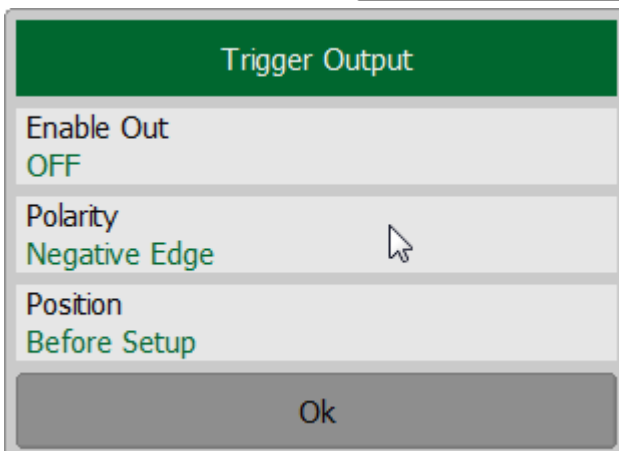 Trigger Output
Enable Out
OFF
Polarity
Negative Edge
Position
Before Setup
Ok